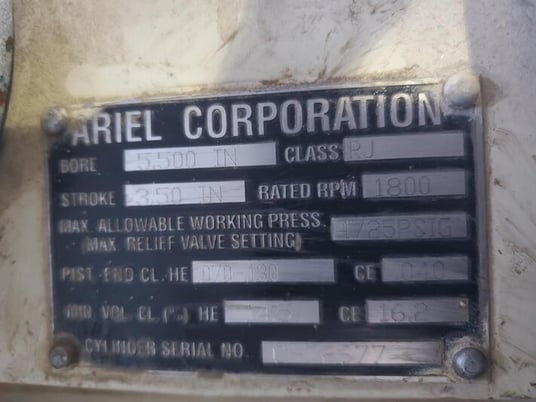 ARIEL CORPORATION
BORE 5.500 IN CLASS RJ
STROKE 3.50 IN RATED RPM 1800
MAX. ALLOWABLE WORKING PRESS. 1725PSIG
(MAX. RELIEF VALVE SETTING)
PIST. END CL. HE CE .040
MIN. VOL. CL. (%) HE CE 16.2
CYLINDER SERIAL NO.